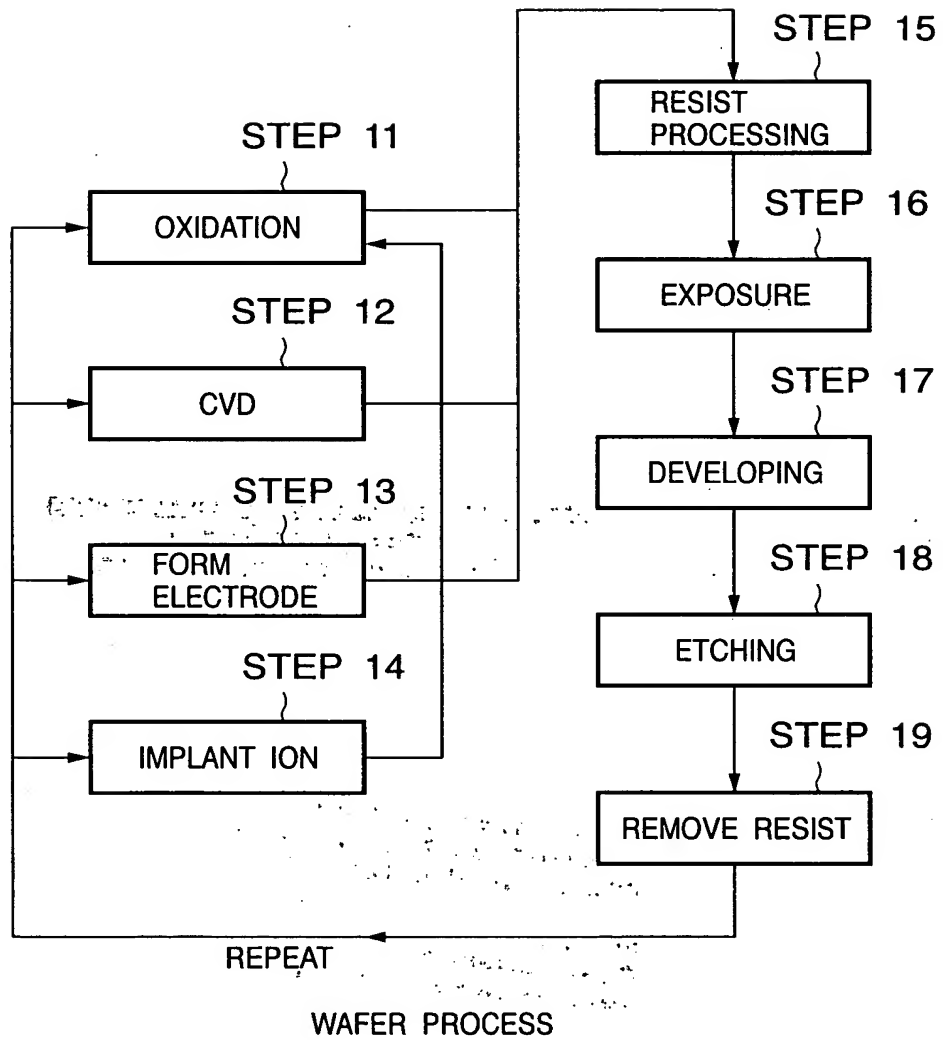 STEP 11
OXIDATION
STEP 12
CVD
STEP 13
FORM
ELECTRODE
STEP 14
IMPLANT ION
STEP 15
RESIST
PROCESSING
STEP 16
EXPOSURE
STEP 17
DEVELOPING
STEP 18
ETCHING
STEP 19
REMOVE RESIST
REPEAT
WAFER PROCESS